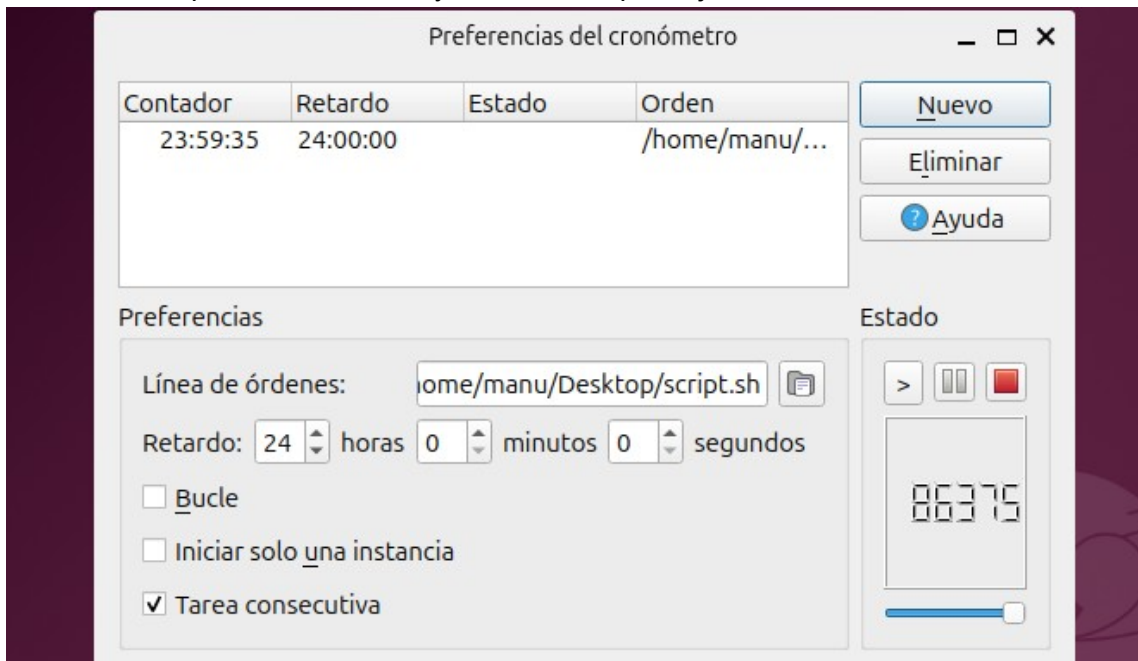 Preferencias del cronómetro
Contador Retardo Estado Orden
23:59:35 24:00:00 /home/manu/...
Nuevo
Eliminar
Ayuda
Preferencias
Línea de órdenes: ome/manu/Desktop/script.sh
Retardo: 24 horas 0 minutos 0 segundos
Bucle
Iniciar solo una instancia
Tarea consecutiva
Estado
>
86375